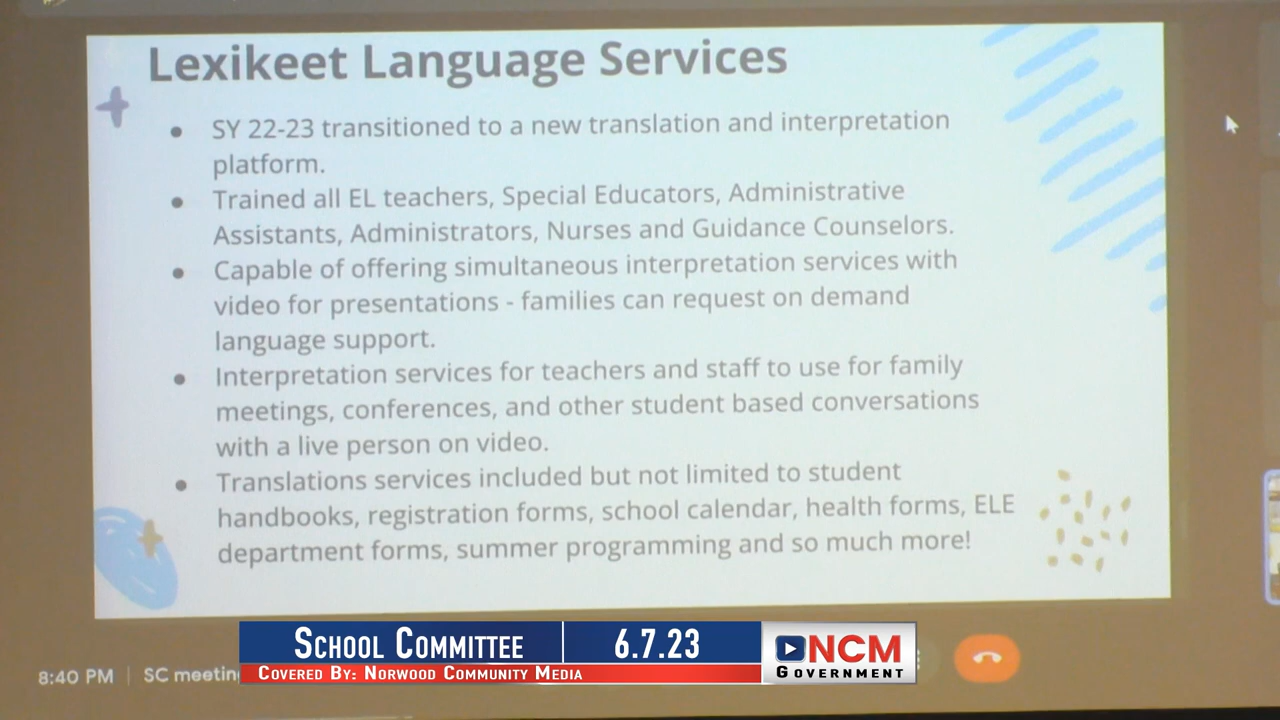 Lexikeet Language Services
● SY 22-23 transitioned to a new translation and interpretation
platform.
● Trained all EL teachers, Special Educators, Administrative
Assistants, Administrators, Nurses and Guidance Counselors.
● Capable of offering simultaneous interpretation services with
video for presentations - families can request on demand
language support.
● Interpretation services for teachers and staff to use for family
meetings, conferences, and other student based conversations
with a live person on video.
● Translations services included but not limited to student
handbooks, registration forms, school calendar, health forms, ELE
department forms, summer programming and so much more!
SCHOOL COMMITTEE
6.7.23
NCM
GOVERNMENT
COVERED BY: NORWOOD COMMUNITY MEDIA
8:40 PM | SC meetin